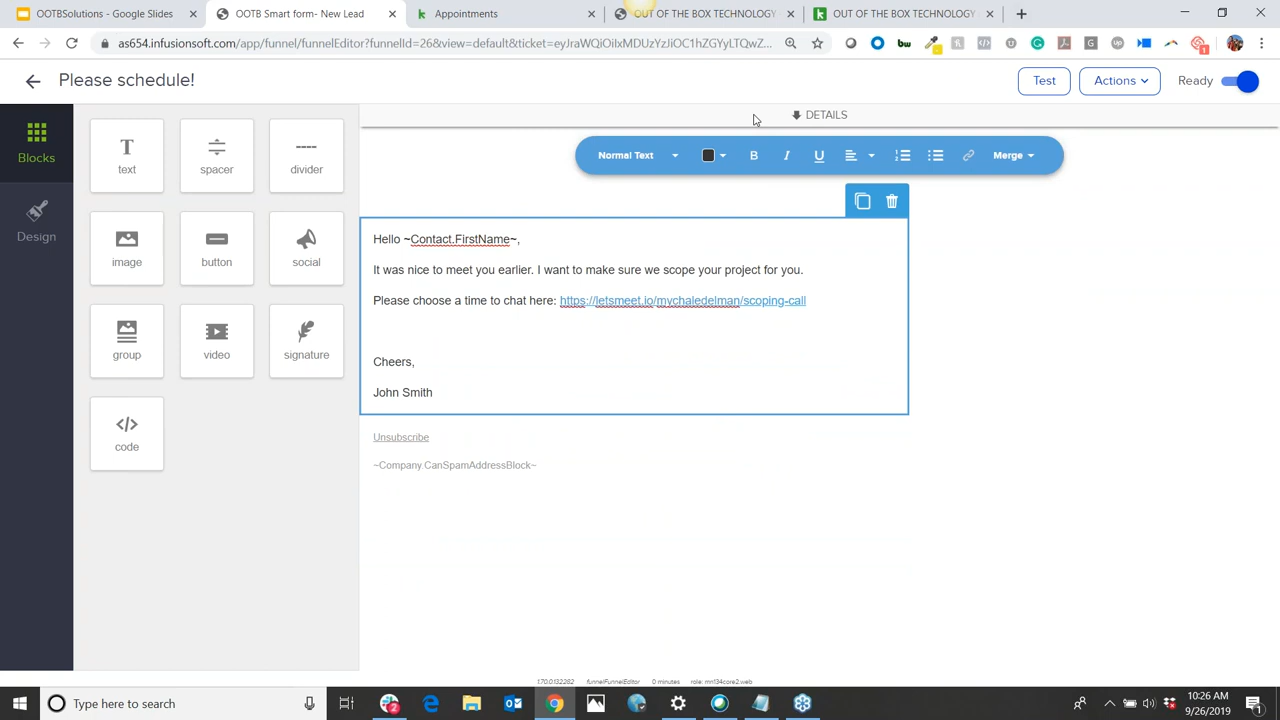 OOTBSolutions - Google Slides
OOTB Smart form- New Lead
Appointments
OUT OF THE BOX TECHNOLOGY
OUT OF THE BOX TECHNOLOGY
as654.infusionsoft.com/app/funnel/funnelEditor?funnelId=26&view=default&ticket=eyJraWQiOiIxMDUzYzJiOC1hZGYyLTQwZ...
Please schedule!
Test
Actions
Ready
DETAILS
Blocks
Design
text
spacer
divider
image
button
social
group
video
signature
code
Normal Text
B
I
U
Merge
Hello ~Contact.FirstName~,
It was nice to meet you earlier. I want to make sure we scope your project for you.
Please choose a time to chat here: https://letsmeet.io/mychaledelman/scoping-call
Cheers,
John Smith
Unsubscribe
~Company.CanSpamAddressBlock~
1.70.0.132282 funnelFunnelEditor 0 minutes role: mn134core2.web
Type here to search
10:26 AM
9/26/2019